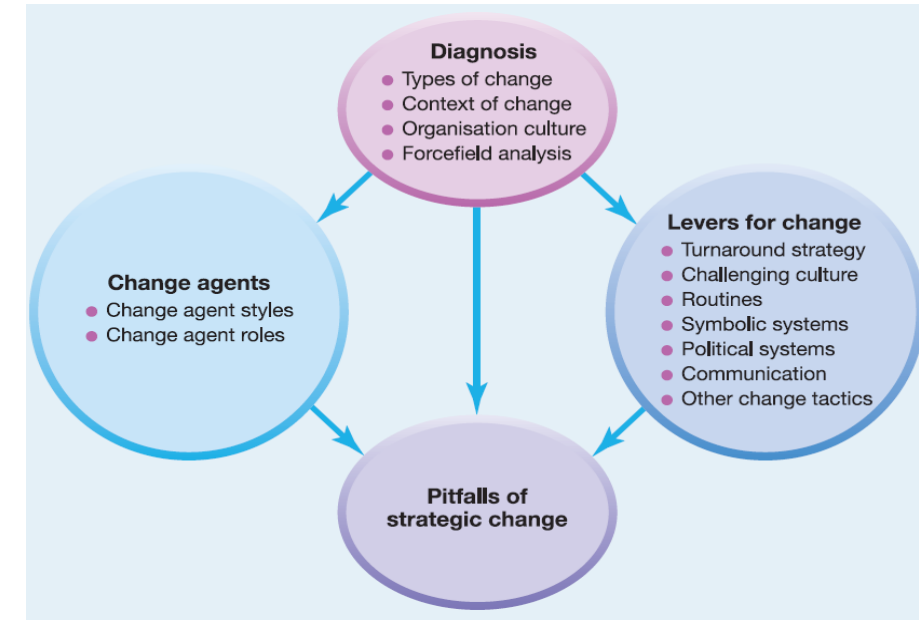 Diagnosis
● Types of change
● Context of change
● Organisation culture
● Forcefield analysis
Change agents
● Change agent styles
● Change agent roles
Levers for change
● Turnaround strategy
● Challenging culture
● Routines
● Symbolic systems
● Political systems
● Communication
● Other change tactics
Pitfalls of
strategic change